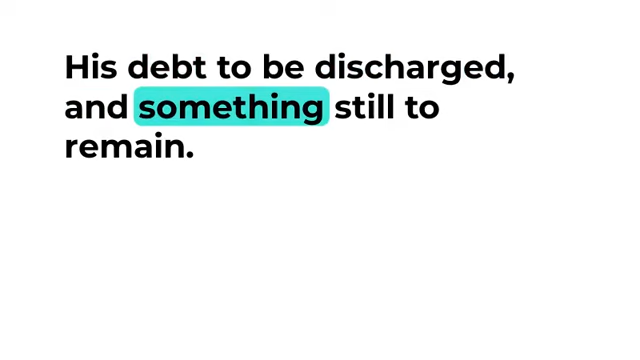 His debt to be discharged,
and something still to
remain.